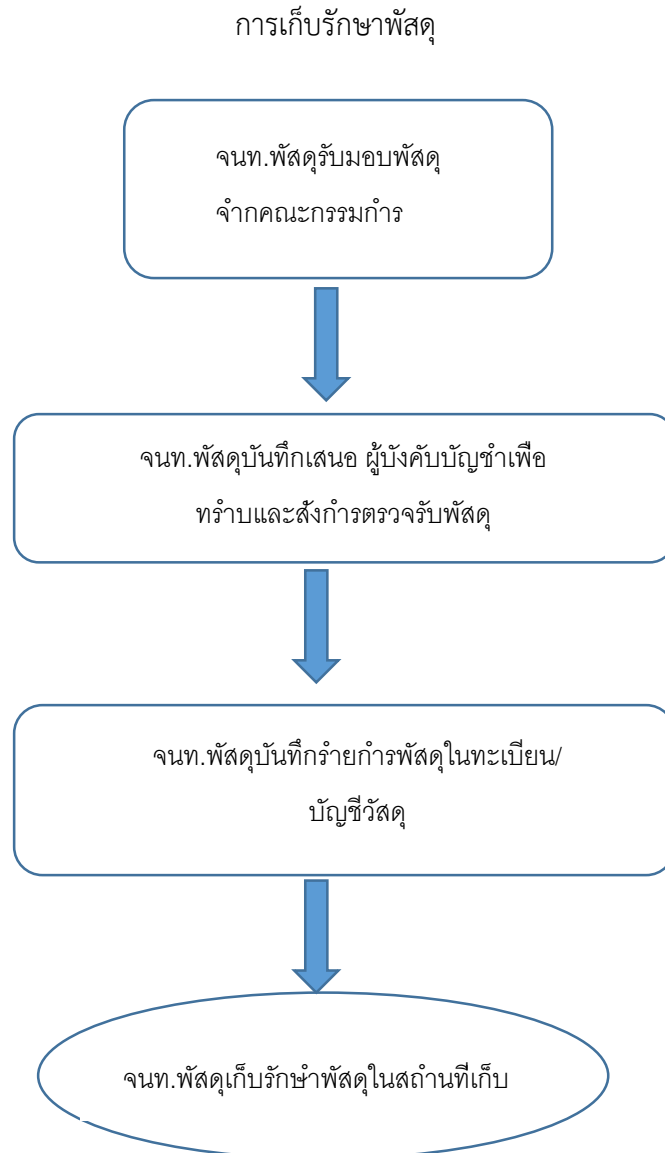 การเก็บรักษาพัสดุ
จนท.พัสดุรับมอบพัสดุ
จำกคณะกรรมกำร
จนท.พัสดุบันทึกเสนอ ผู้บังคับบัญชำเพื่อ
ทรำบและสั่งกำรตรวจรับพัสดุ
จนท.พัสดุบันทึกรำยกำรพัสดุในทะเบียน/
บัญชีวัสดุ
จนท.พัสดุเก็บรักษำพัสดุในสถำนที่เก็บ